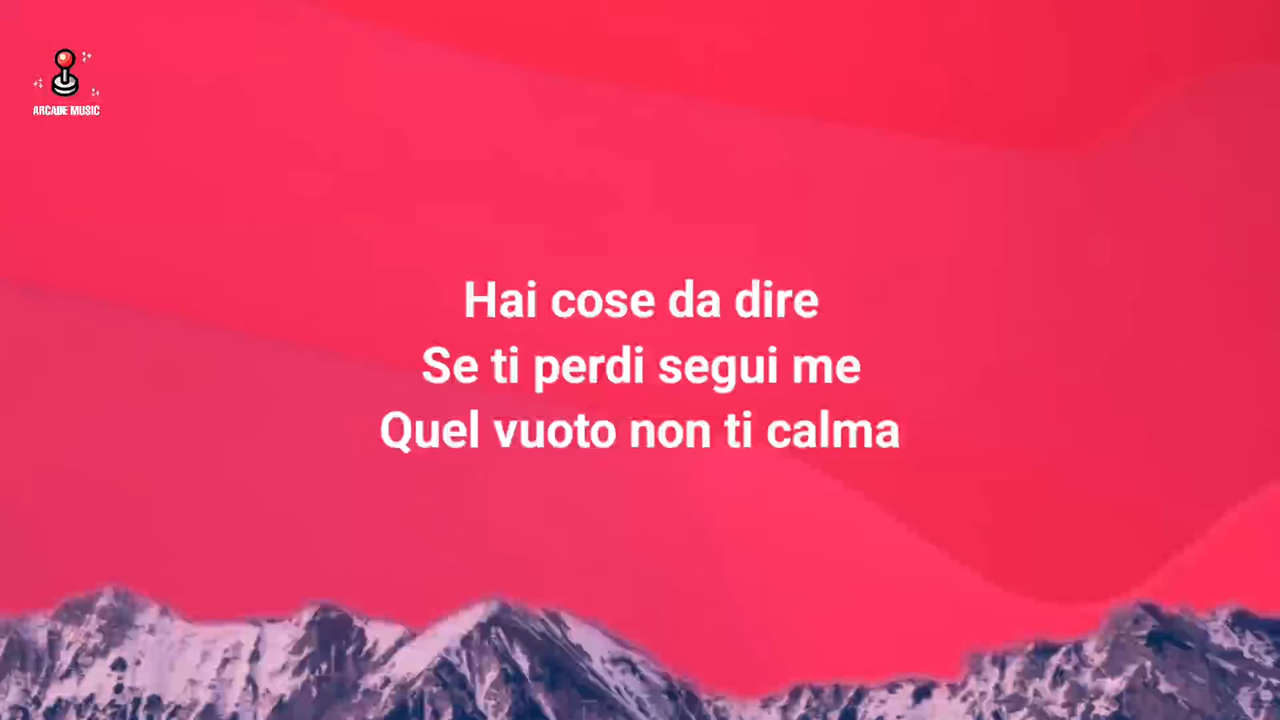 ARCADE MUSIC
Hai cose da dire
Se ti perdi segui me
Quel vuoto non ti calma